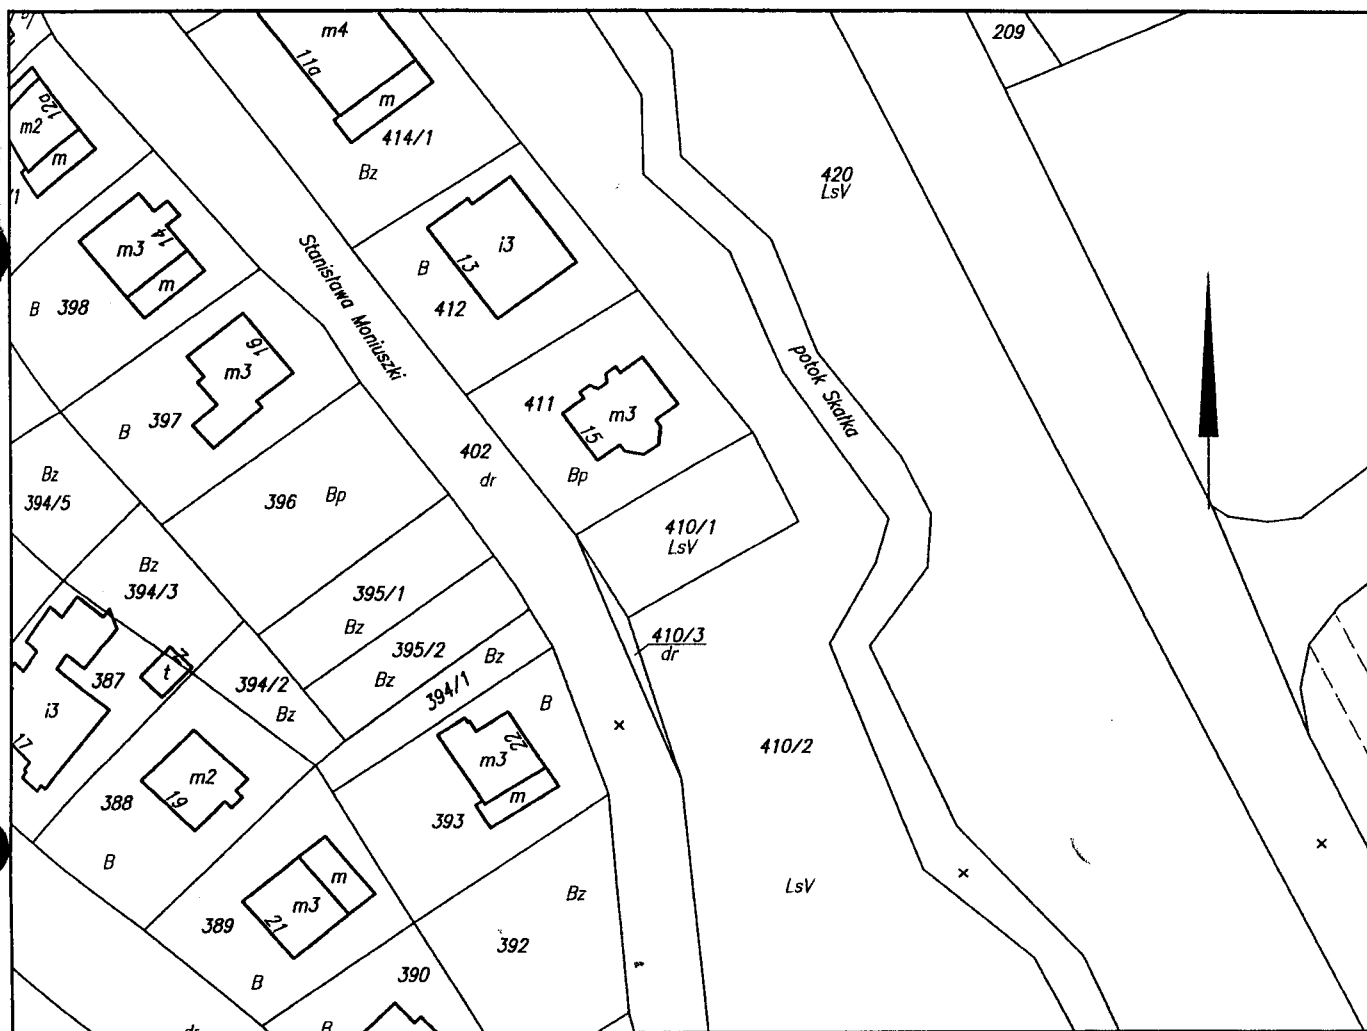 m4
209
11a
12a
m
m2
414/1
m
Bz
420
LsV
14
m3
i3
13
B
m
Stanisława Moniuszki
B 398
412
16
m3
potok Skałka
411
m3
B 397
15
402
dr
Bp
Bz
394/5
396 Bp
410/1
LsV
Bz
394/3
395/1
Bz
410/3
dr
395/2
Bz
Bz
t
387
394/2
394/1
Bz
B
i3
17
22
m3
410/2
m2
m
19
388
393
B
m
LsV
Bz
m3
389
21
392
390
B
B